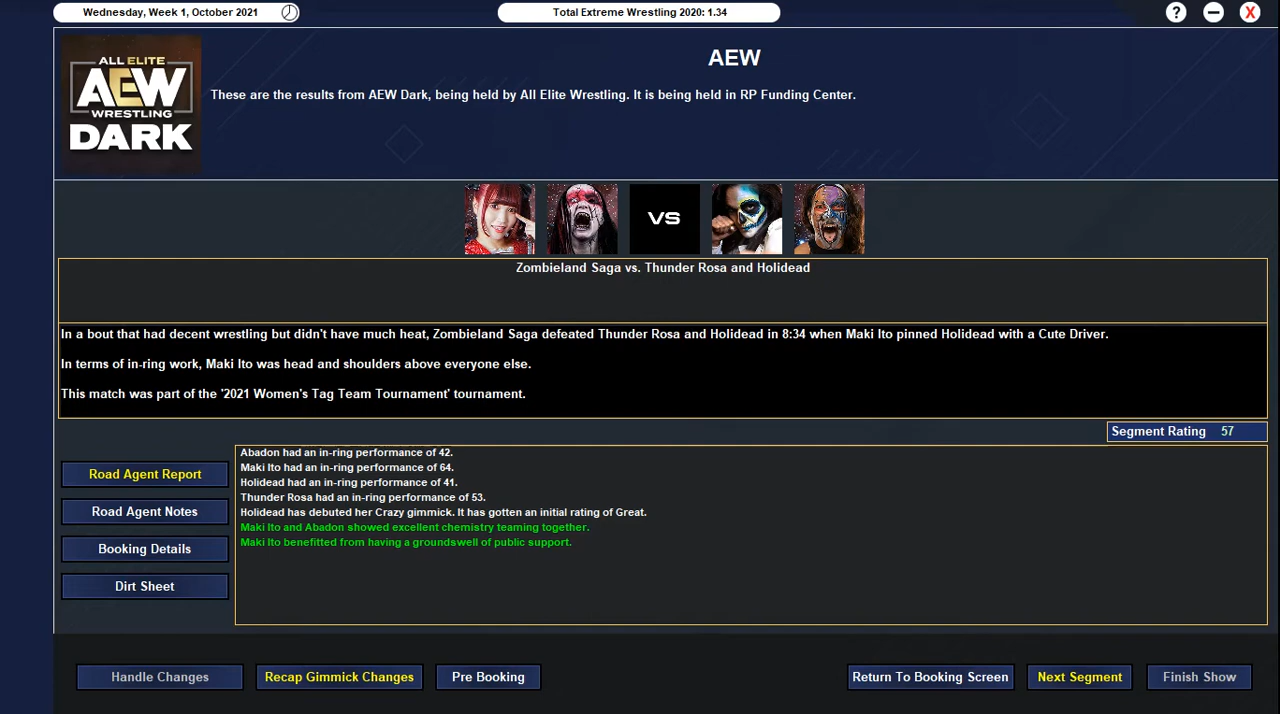 Wednesday, Week 1, October 2021
Total Extreme Wrestling 2020: 1.34
? – X
ALL ELITE
AEW
WRESTLING
DARK
AEW
These are the results from AEW Dark, being held by All Elite Wrestling. It is being held in RP Funding Center.
VS
Zombieland Saga vs. Thunder Rosa and Holidead
In a bout that had decent wrestling but didn't have much heat, Zombieland Saga defeated Thunder Rosa and Holidead in 8:34 when Maki Ito pinned Holidead with a Cute Driver.
In terms of in-ring work, Maki Ito was head and shoulders above everyone else.
This match was part of the '2021 Women's Tag Team Tournament' tournament.
Segment Rating 57
Road Agent Report
Road Agent Notes
Booking Details
Dirt Sheet
Abadon had an in-ring performance of 42.
Maki Ito had an in-ring performance of 64.
Holidead had an in-ring performance of 41.
Thunder Rosa had an in-ring performance of 53.
Holidead has debuted her Crazy gimmick. It has gotten an initial rating of Great.
Maki Ito and Abadon showed excellent chemistry teaming together.
Maki Ito benefitted from having a groundswell of public support.
Handle Changes
Recap Gimmick Changes
Pre Booking
Return To Booking Screen
Next Segment
Finish Show